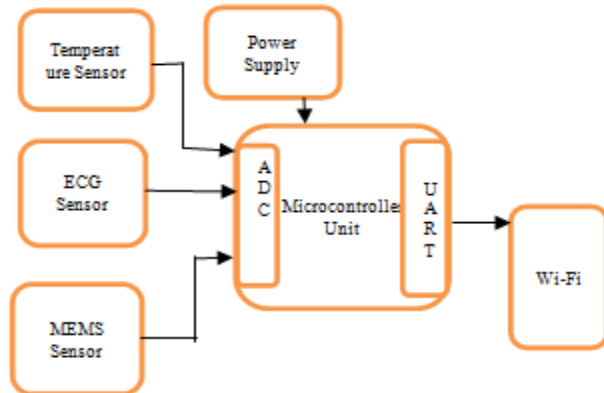 Temperat
ure Sensor
Power
Supply
ECG
Sensor
A
D
C
Microcontroller
Unit
U
A
R
T
Wi-Fi
MEMS
Sensor